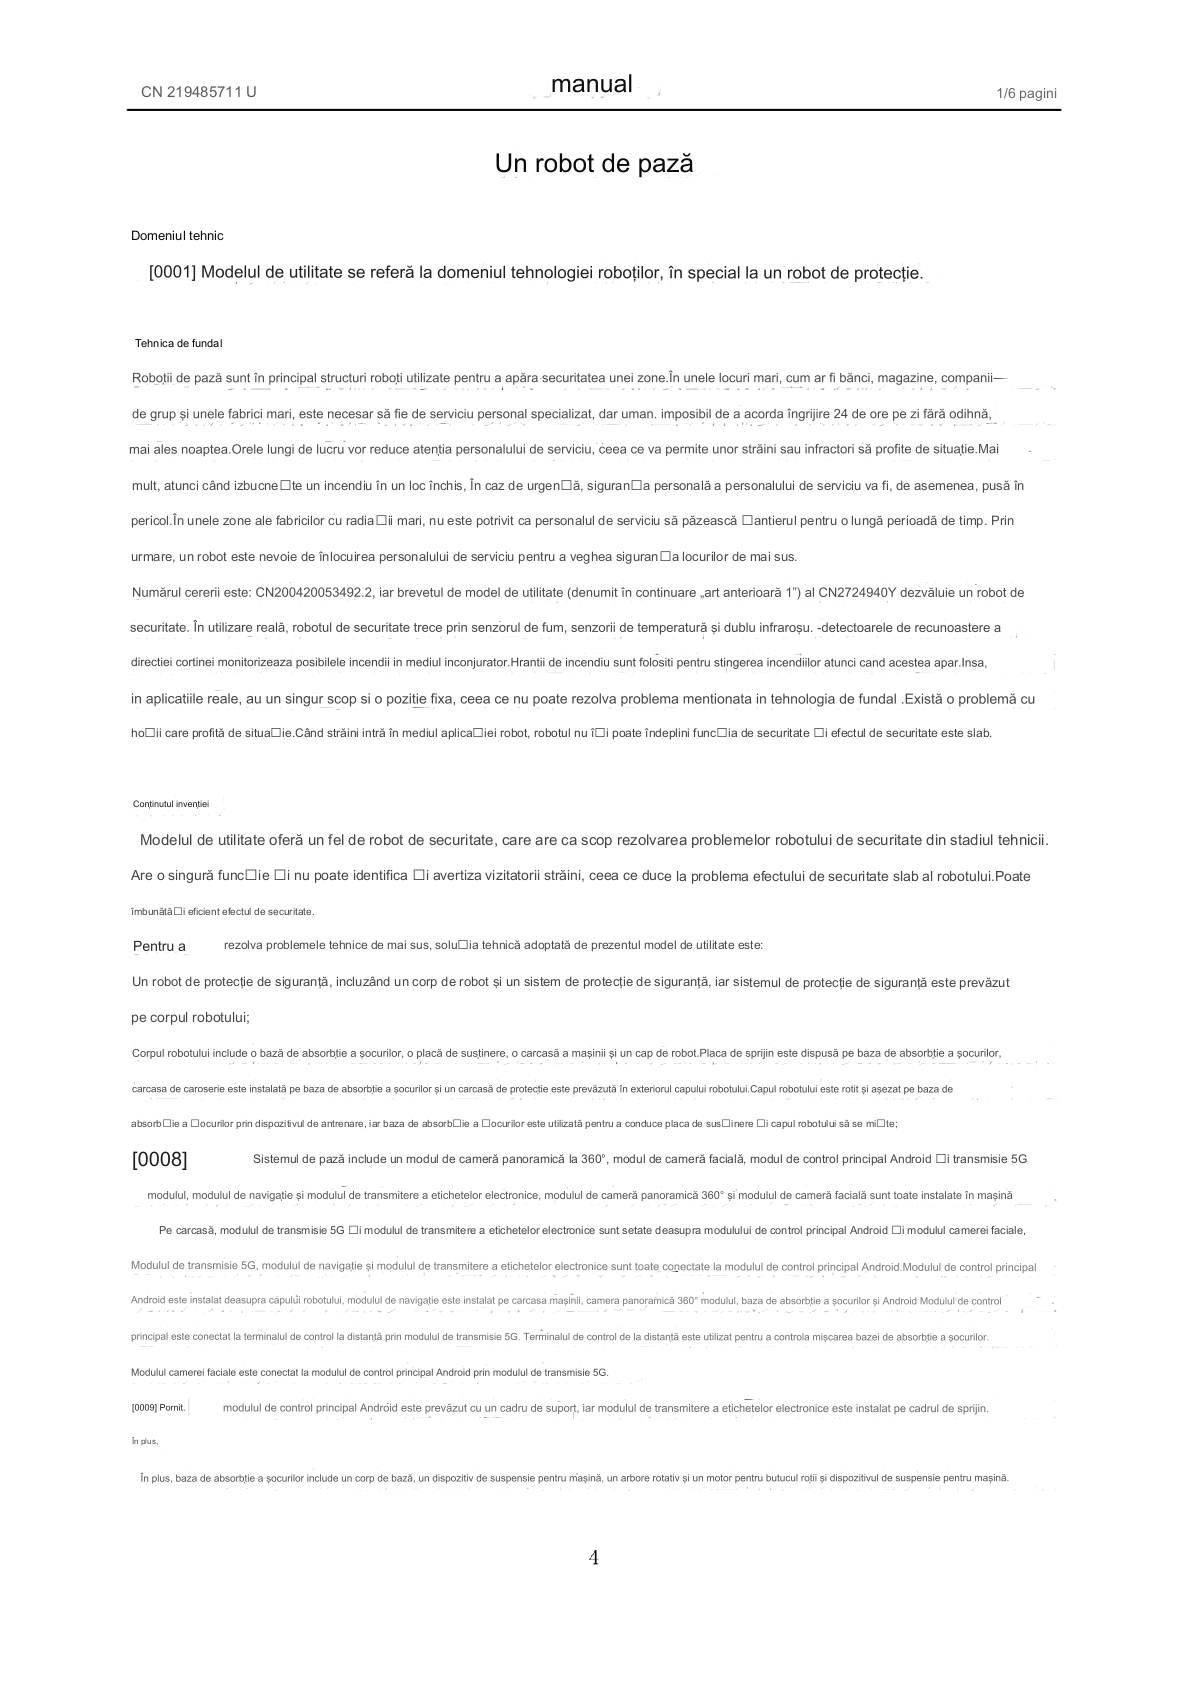 CN 219485711 U
manual
1/6 pagini
Un robot de pază
Domeniul tehnic
[0001] Modelul de utilitate se referă la domeniul tehnologiei roboților, în special la un robot de protecție.
Tehnica de fundal
Roboții de pază sunt în principal structuri roboți utilizate pentru a apăra securitatea unei zone.În unele locuri mari, cum ar fi bănci, magazine, companii—
de grup și unele fabrici mari, este necesar să fie de serviciu personal specializat, dar uman. imposibil de a acorda îngrijire 24 de ore pe zi fără odihnă,
mai ales noaptea.Orele lungi de lucru vor reduce atenția personalului de serviciu, ceea ce va permite unor străini sau infractori să profite de situație.Mai
mult, atunci când izbucne□te un incendiu în un loc închis, În caz de urgen□ă, siguran□a personală a personalului de serviciu va fi, de asemenea, pusă în
pericol.În unele zone ale fabricilor cu radia□ii mari, nu este potrivit ca personalul de serviciu să păzească □antierul pentru o lungă perioadă de timp. Prin
urmare, un robot este nevoie de înlocuirea personalului de serviciu pentru a veghea siguran□a locurilor de mai sus.
Numărul cererii este: CN200420053492.2, iar brevetul de model de utilitate (denumit în continuare „art anterioară 1”) al CN2724940Y dezvăluie un robot de
securitate. În utilizare reală, robotul de securitate trece prin senzorul de fum, senzorii de temperatură și dublu infraroșu. -detectoarele de recunoastere a
directiei cortinei monitorizeaza posibilele incendii in mediul inconjurator.Hrantii de incendiu sunt folositi pentru stingerea incendiilor atunci cand acestea apar.Insa,
in aplicatiile reale, au un singur scop si o pozitie fixa, ceea ce nu poate rezolva problema mentionata in tehnologia de fundal .Există o problemă cu
ho□ii care profită de situa□ie.Când străini intră în mediul aplica□iei robot, robotul nu î□i poate îndeplini func□ia de securitate □i efectul de securitate este slab.
Conținutul invenției
Modelul de utilitate oferă un fel de robot de securitate, care are ca scop rezolvarea problemelor robotului de securitate din stadiul tehnicii.
Are o singură func□ie □i nu poate identifica □i avertiza vizitatorii străini, ceea ce duce la problema efectului de securitate slab al robotului.Poate
îmbunătă□i eficient efectul de securitate.
Pentru a rezolva problemele tehnice de mai sus, solu□ia tehnică adoptată de prezentul model de utilitate este:
Un robot de protecție de siguranță, incluzând un corp de robot și un sistem de protecție de siguranță, iar sistemul de protecție de siguranță este prevăzut
pe corpul robotului;
Corpul robotului include o bază de absorbție a șocurilor, o placă de susținere, o carcasă a mașinii și un cap de robot.Placa de sprijin este dispusă pe baza de absorbție a șocurilor,
carcasa de caroserie este instalată pe baza de absorbție a șocurilor și un carcasă de protecție este prevăzută în exteriorul capului robotului.Capul robotului este rotit și așezat pe baza de
absorb□ie a □ocurilor prin dispozitivul de antrenare, iar baza de absorb□ie a □ocurilor este utilizată pentru a conduce placa de sus□inere □i capul robotului să se mi□te;
[0008] Sistemul de pază include un modul de cameră panoramică la 360°, modul de cameră facială, modul de control principal Android □i transmisie 5G
modulul, modulul de navigație și modulul de transmitere a etichetelor electronice, modulul de cameră panoramică 360° și modulul de cameră facială sunt toate instalate în mașină
Pe carcasă, modulul de transmisie 5G □i modulul de transmitere a etichetelor electronice sunt setate deasupra modulului de control principal Android □i modulul camerei faciale,
Modulul de transmisie 5G, modulul de navigație și modulul de transmitere a etichetelor electronice sunt toate conectate la modulul de control principal Android.Modulul de control principal
Android este instalat deasupra capului robotului, modulul de navigație este instalat pe carcasa mașinii, camera panoramică 360° modulul, baza de absorbție a șocurilor și Android Modulul de control
principal este conectat la terminalul de control la distanță prin modulul de transmisie 5G. Terminalul de control de la distanță este utilizat pentru a controla mișcarea bazei de absorbție a șocurilor.
Modulul camerei faciale este conectat la modulul de control principal Android prin modulul de transmisie 5G.
[0009] Pornit. modulul de control principal Android este prevăzut cu un cadru de suport, iar modulul de transmitere a etichetelor electronice este instalat pe cadrul de sprijin.
În plus,
În plus, baza de absorbție a șocurilor include un corp de bază, un dispozitiv de suspensie pentru mașină, un arbore rotativ și un motor pentru butucul roții și dispozitivul de suspensie pentru mașină.
4